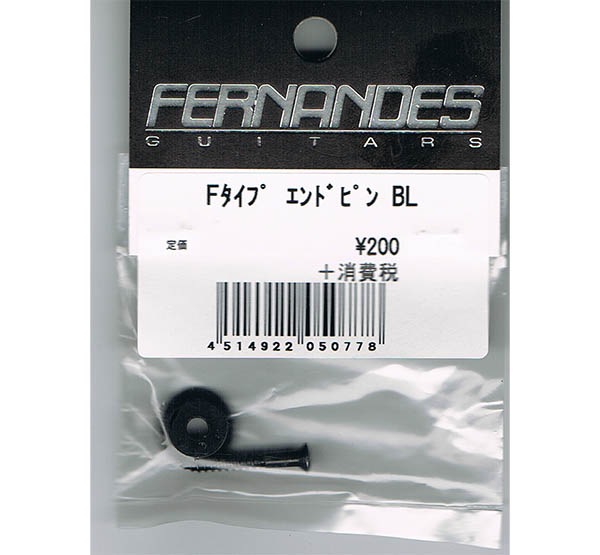 FERNANDES
GUITARS
Fﾀｲﾌﾟ ｴﾝﾄﾞﾋﾟﾝ BL
定価 ¥200
＋消費税
4 514922 050778